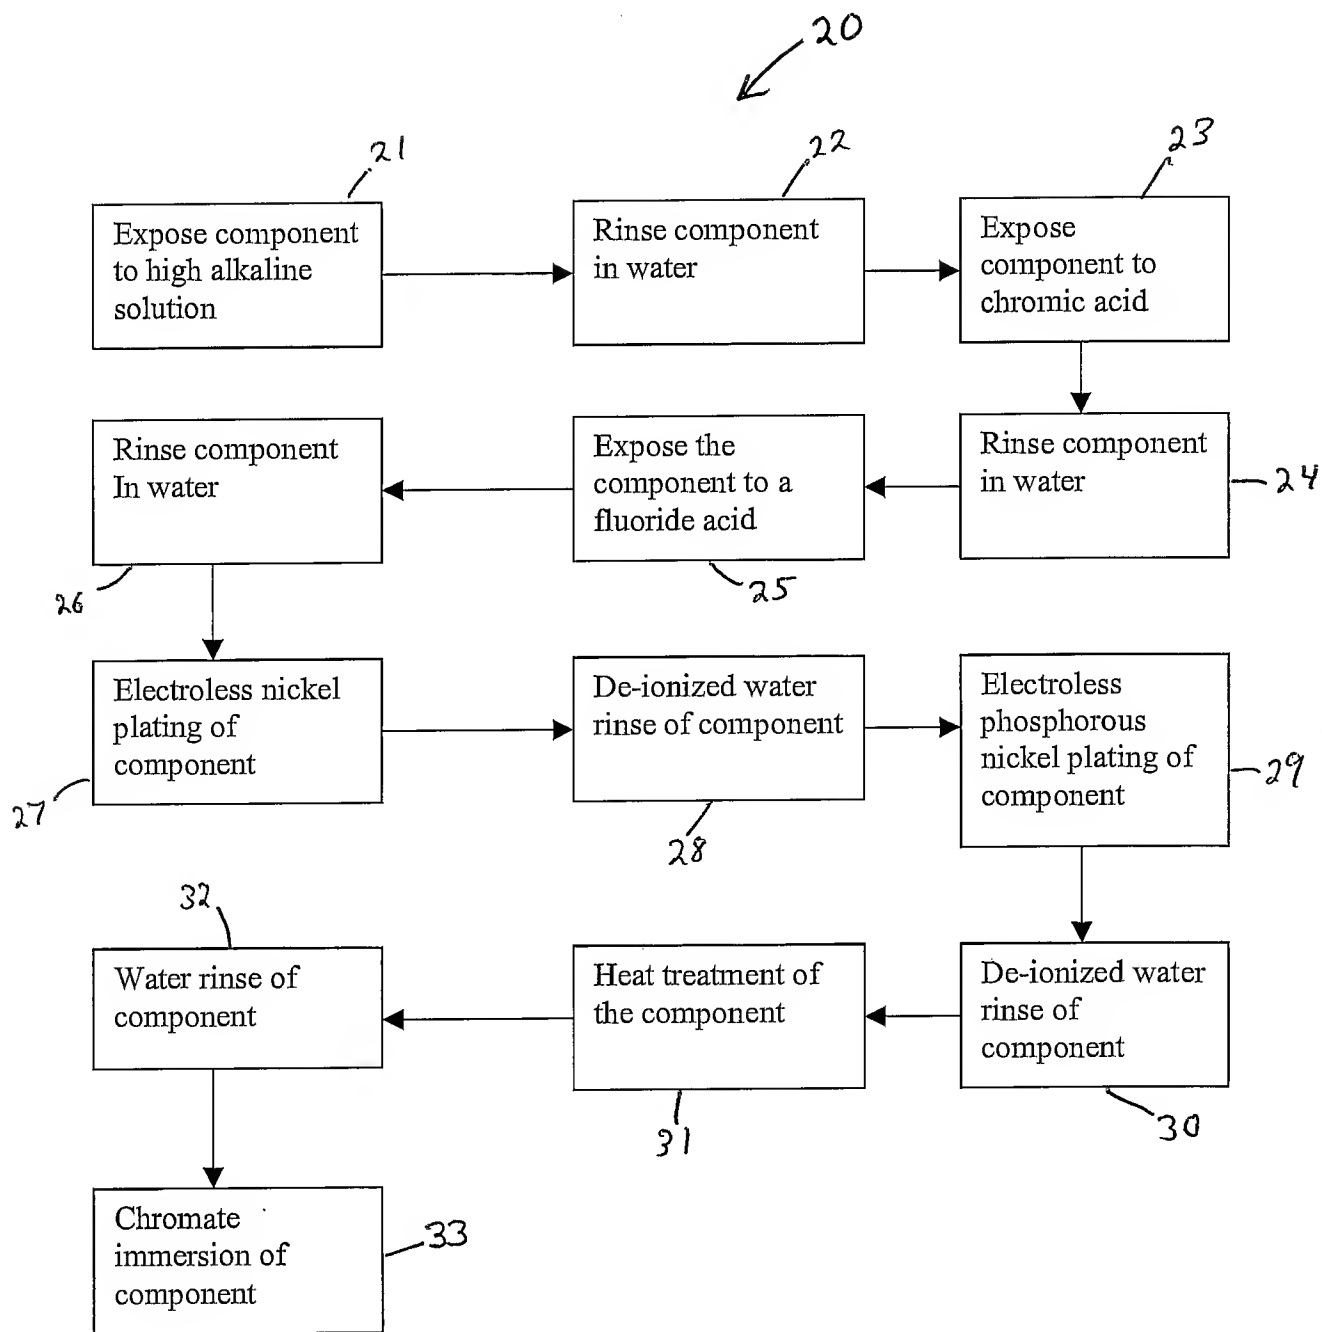 20
21
Expose component
to high alkaline
solution
22
Rinse component
in water
23
Expose
component to
chromic acid
Rinse component
in water
24
Expose the
component to a
fluoride acid
25
Rinse component
In water
26
Electroless nickel
plating of
component
27
De-ionized water
rinse of component
28
Electroless
phosphorous
nickel plating of
component
29
De-ionized water
rinse of
component
30
Heat treatment of
the component
31
32
Water rinse of
component
Chromate
immersion of
component
33